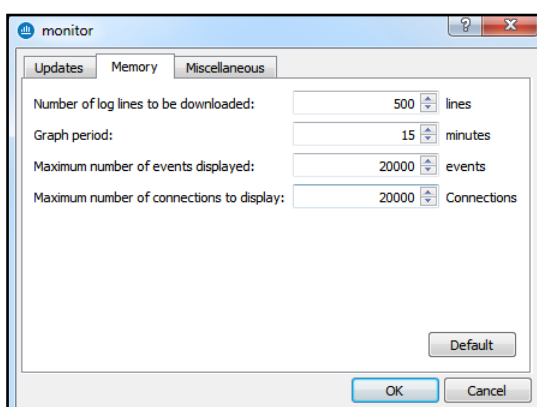 monitor
Updates Memory Miscellaneous
Number of log lines to be downloaded: 500 lines
Graph period: 15 minutes
Maximum number of events displayed: 20000 events
Maximum number of connections to display: 20000 Connections
Default
OK Cancel